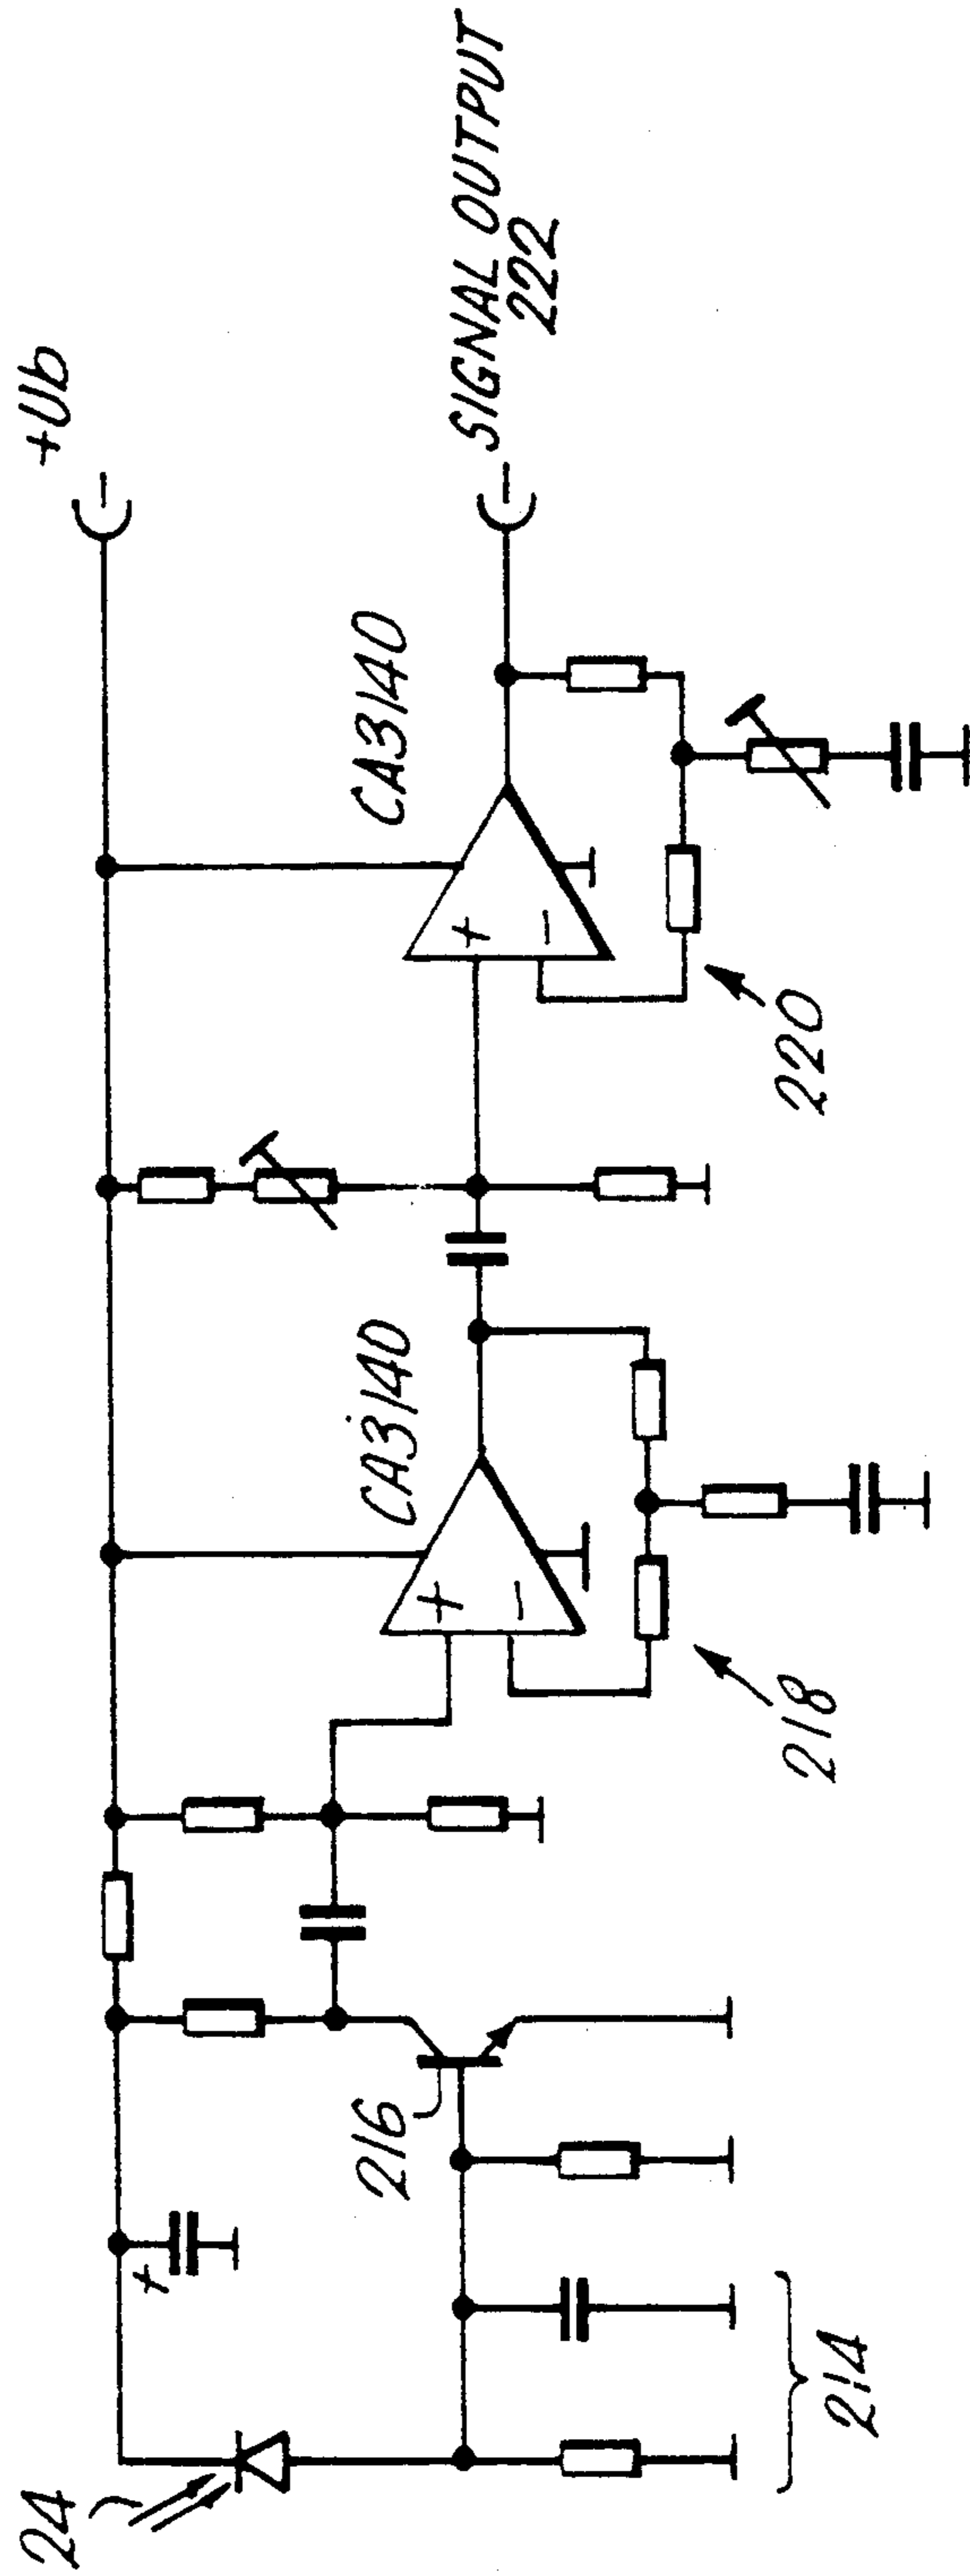 +Ub
SIGNAL OUTPUT
222
CA3140
CA3140
220
218
216
24
214
+
-
+
-
+